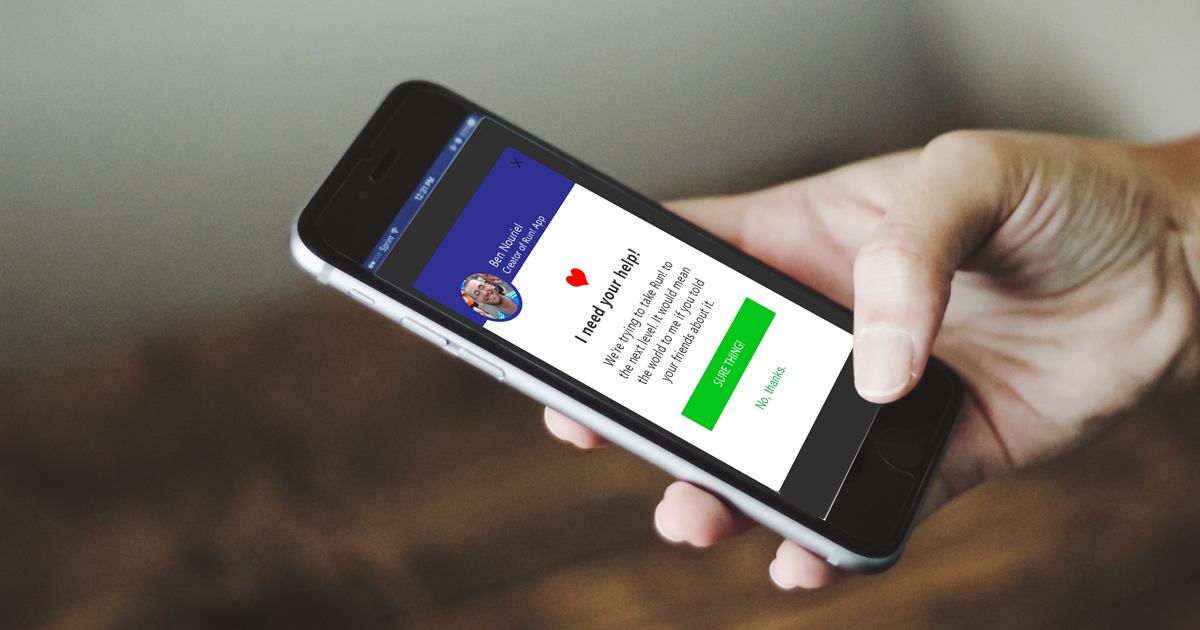 Sprint
12:31 PM
Ben Nouriel
Creator of Run! App
I need your help!
We're trying to take Run! to
the next level. It would mean
the world to me if you told
your friends about it.
SURE THING!
No, thanks.